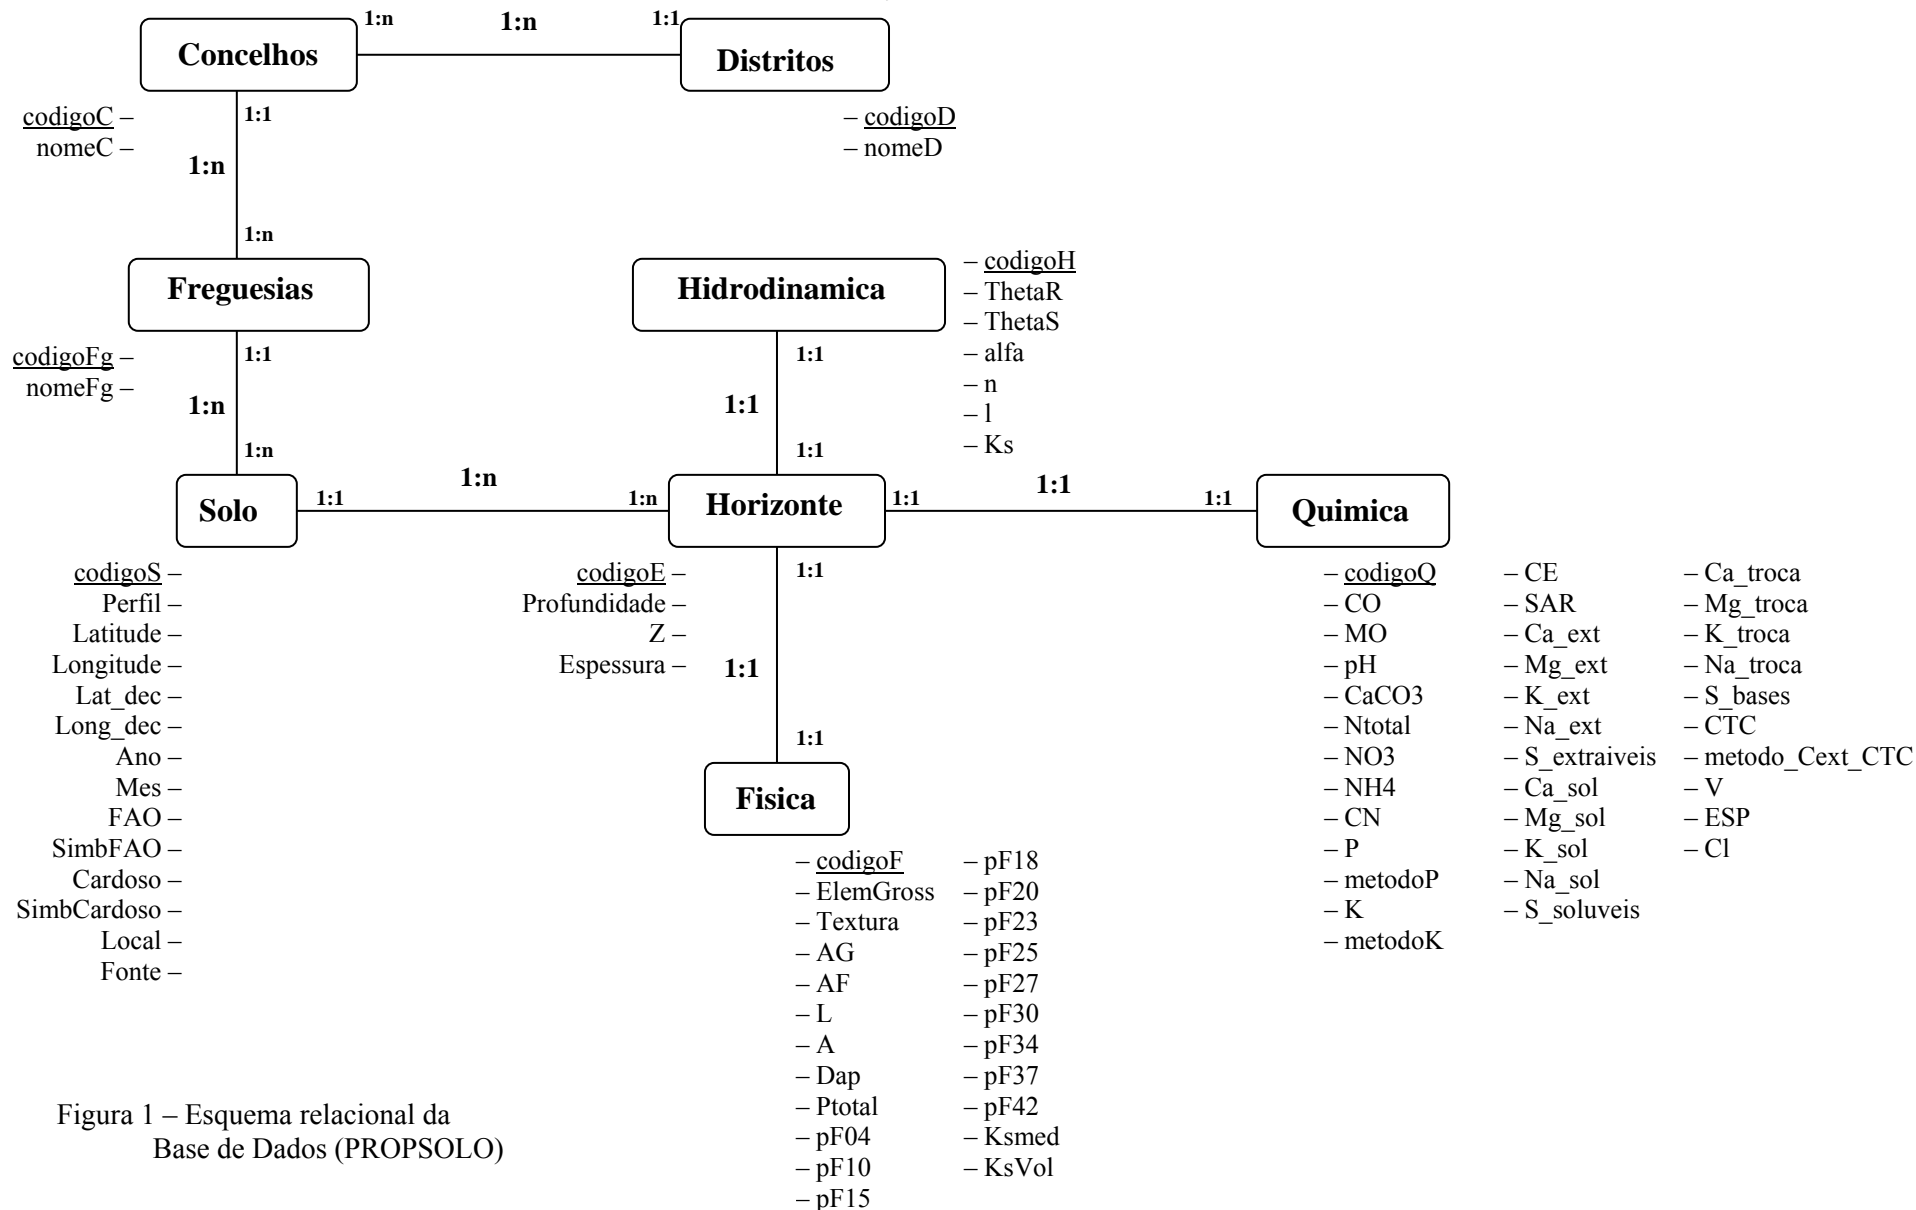 1:n 1:n 1:1
Concelhos
Distritos
codigoC – 1:1 – codigoD
nomeC – – nomeD
1:n
1:n
Freguesias
Hidrodinamica
– codigoH
– ThetaR
– ThetaS
– alfa
– n
– l
– Ks
codigoFg – 1:1
nomeFg –
1:n
1:n
1:1
1:1
1:1
Solo
1:1 1:n 1:n
Horizonte
1:1 1:1 1:1
Quimica
codigoS –
Perfil –
Latitude –
Longitude –
Lat_dec –
Long_dec –
Ano –
Mes –
FAO –
SimbFAO –
Cardoso –
SimbCardoso –
Local –
Fonte –
codigoE –
Profundidade –
Z –
Espessura –
1:1
1:1
1:1
Fisica
– codigoF
– ElemGross
– Textura
– AG
– AF
– L
– A
– Dap
– Ptotal
– pF04
– pF10
– pF15
– pF18
– pF20
– pF23
– pF25
– pF27
– pF30
– pF34
– pF37
– pF42
– Ksmed
– KsVol
– codigoQ
– CO
– MO
– pH
– CaCO3
– Ntotal
– NO3
– NH4
– CN
– P
– metodoP
– K
– metodoK
– CE
– SAR
– Ca_ext
– Mg_ext
– K_ext
– Na_ext
– S_extraiveis
– Ca_sol
– Mg_sol
– K_sol
– Na_sol
– S_soluveis
– Ca_troca
– Mg_troca
– K_troca
– Na_troca
– S_bases
– CTC
– metodo_Cext_CTC
– V
– ESP
– Cl
Figura 1 – Esquema relacional da
Base de Dados (PROPSOLO)